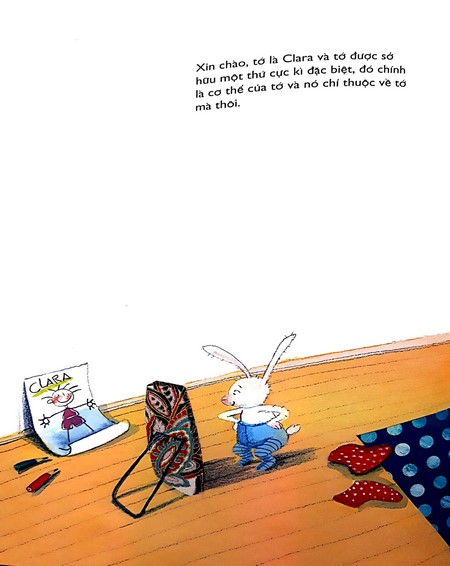 Xin chào, tớ là Clara và tớ được sở
hữu một thứ cực kì đặc biệt, đó chính
là cơ thể của tớ và nó chỉ thuộc về tớ
mà thôi.
CLARA